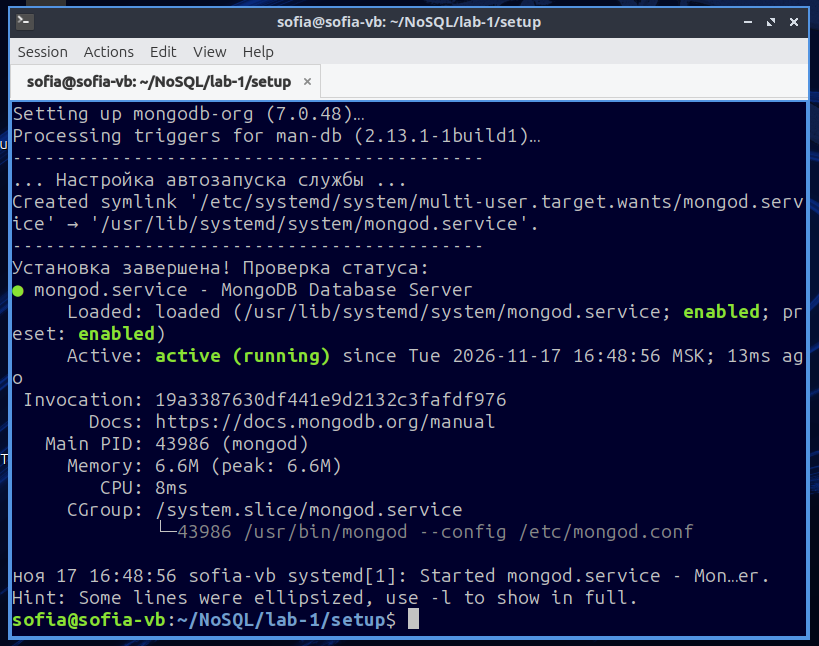 sofia@sofia-vb: ~/NoSQL/lab-1/setup
Session Actions Edit View Help
sofia@sofia-vb: ~/NoSQL/lab-1/setup ×
Setting up mongodb-org (7.0.48)…
Processing triggers for man-db (2.13.1-1build1)…
-------------------------------------------
... Настройка автозапуска службы ...
Created symlink '/etc/systemd/system/multi-user.target.wants/mongod.serv
ice' → '/usr/lib/systemd/system/mongod.service'.
-------------------------------------------
Установка завершена! Проверка статуса:
● mongod.service - MongoDB Database Server
Loaded: loaded (/usr/lib/systemd/system/mongod.service; enabled; pr
eset: enabled)
Active: active (running) since Tue 2026-11-17 16:48:56 MSK; 13ms ag
o
Invocation: 19a3387630df441e9d2132c3fafdf976
Docs: https://docs.mongodb.org/manual
Main PID: 43986 (mongod)
Memory: 6.6M (peak: 6.6M)
CPU: 8ms
CGroup: /system.slice/mongod.service
└─43986 /usr/bin/mongod --config /etc/mongod.conf
ноя 17 16:48:56 sofia-vb systemd[1]: Started mongod.service - Mon…er.
Hint: Some lines were ellipsized, use -l to show in full.
sofia@sofia-vb:~/NoSQL/lab-1/setup$